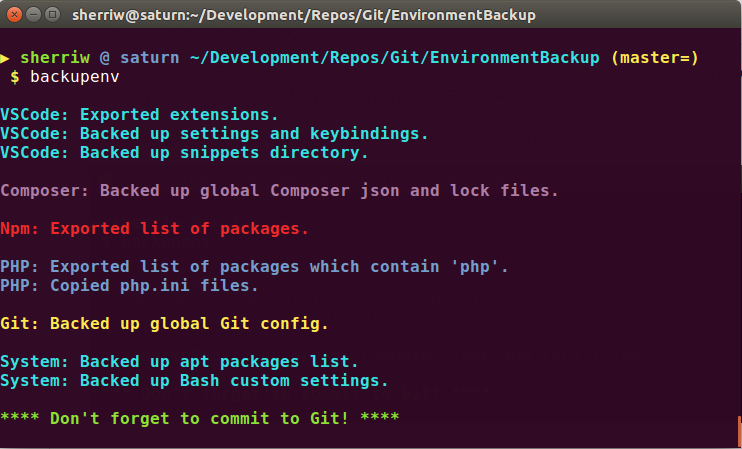 sherriw@saturn:~/Development/Repos/Git/EnvironmentBackup
▶ sherriw @ saturn ~/Development/Repos/Git/EnvironmentBackup (master=)
$ backupenv
VSCode: Exported extensions.
VSCode: Backed up settings and keybindings.
VSCode: Backed up snippets directory.
Composer: Backed up global Composer json and lock files.
Npm: Exported list of packages.
PHP: Exported list of packages which contain 'php'.
PHP: Copied php.ini files.
Git: Backed up global Git config.
System: Backed up apt packages list.
System: Backed up Bash custom settings.
**** Don't forget to commit to Git! ****